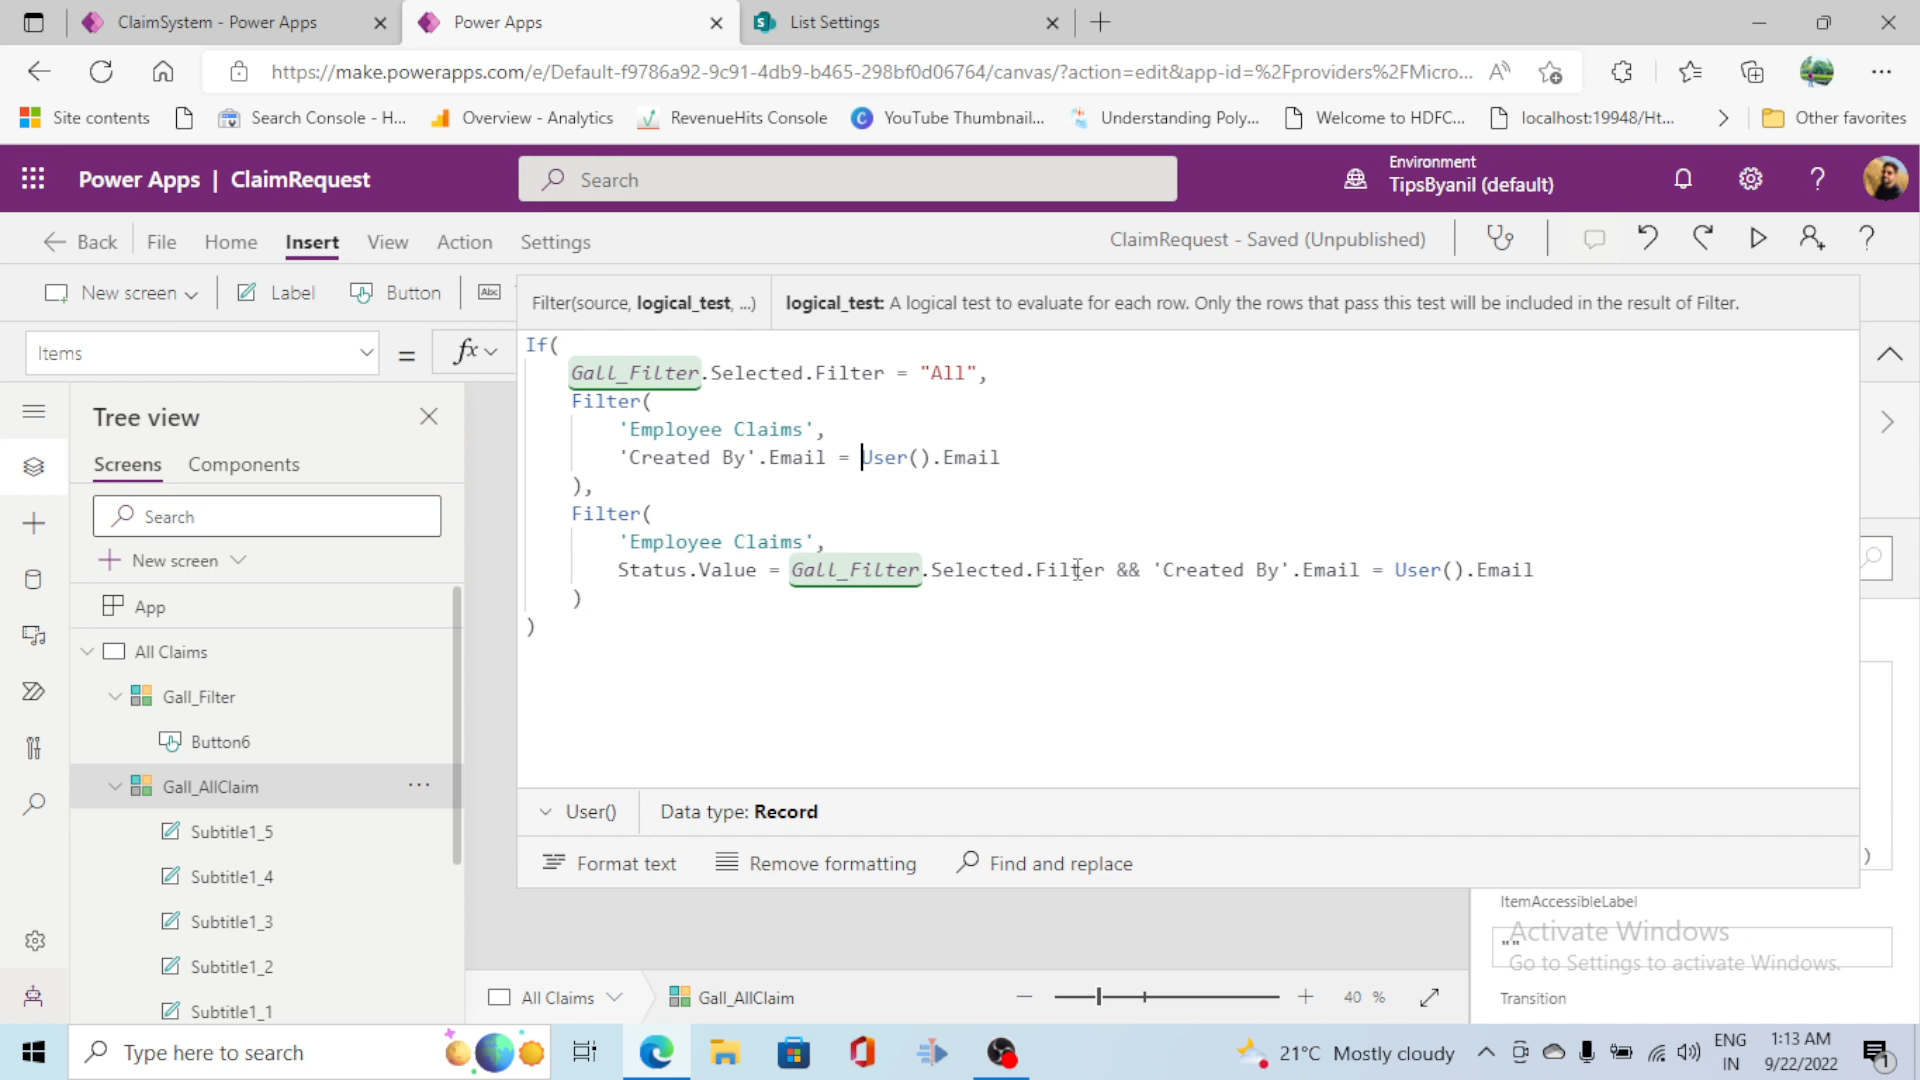 ClaimSystem - Power Apps
Power Apps
List Settings
https://make.powerapps.com/e/Default-f9786a92-9c91-4db9-b465-298bf0d06764/canvas/?action=edit&app-id=%2Fproviders%2FMicro...
Site contents
Search Console - H...
Overview - Analytics
RevenueHits Console
YouTube Thumbnail...
Understanding Poly...
Welcome to HDFC...
localhost:19948/Ht...
Other favorites
Power Apps | ClaimRequest
Search
Environment
TipsByanil (default)
Back
File
Home
Insert
View
Action
Settings
ClaimRequest - Saved (Unpublished)
New screen
Label
Button
Abc
Filter(source, logical_test, ...)
logical_test: A logical test to evaluate for each row. Only the rows that pass this test will be included in the result of Filter.
Items
=
fx
If(
Gall_Filter.Selected.Filter = "All",
Filter(
'Employee Claims',
'Created By'.Email = User().Email
),
Filter(
'Employee Claims',
Status.Value = Gall_Filter.Selected.Filter && 'Created By'.Email = User().Email
)
)
Tree view
Screens
Components
Search
New screen
App
All Claims
Gall_Filter
Button6
Gall_AllClaim
...
Subtitle1_5
Subtitle1_4
Subtitle1_3
Subtitle1_2
Subtitle1_1
User()
Data type: Record
Format text
Remove formatting
Find and replace
)
ItemAccessibleLabel
""
Activate Windows
Go to Settings to activate Windows.
Transition
All Claims
Gall_AllClaim
40 %
Type here to search
21°C Mostly cloudy
ENG
IN
1:13 AM
9/22/2022
1